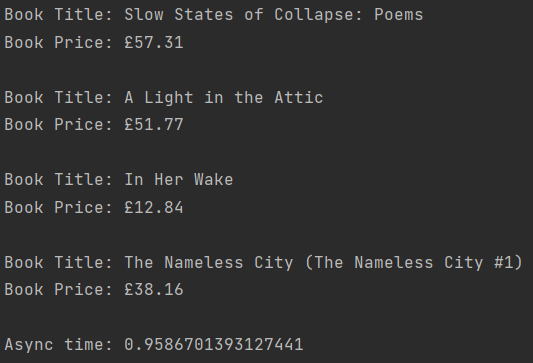 Book Title: Slow States of Collapse: Poems
Book Price: £57.31
Book Title: A Light in the Attic
Book Price: £51.77
Book Title: In Her Wake
Book Price: £12.84
Book Title: The Nameless City (The Nameless City #1)
Book Price: £38.16
Async time: 0.9586701393127441